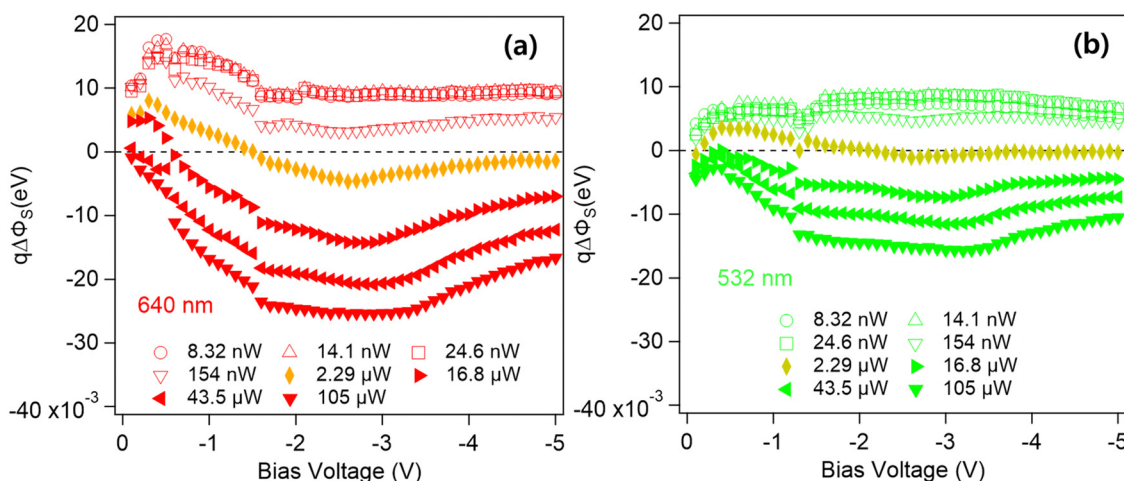 (a)
20
10
0
-10
-20
-30
-40 x10⁻³
qΔΦS(eV)
640 nm
8.32 nW 14.1 nW 24.6 nW
154 nW 2.29 µW 16.8 µW
43.5 µW 105 µW
0 -1 -2 -3 -4 -5
Bias Voltage (V)
(b)
20
10
0
-10
-20
-30
-40 x10⁻³
qΔΦS(eV)
532 nm
8.32 nW 14.1 nW
24.6 nW 154 nW
2.29 µW 16.8 µW
43.5 µW 105 µW
0 -1 -2 -3 -4 -5
Bias Voltage (V)